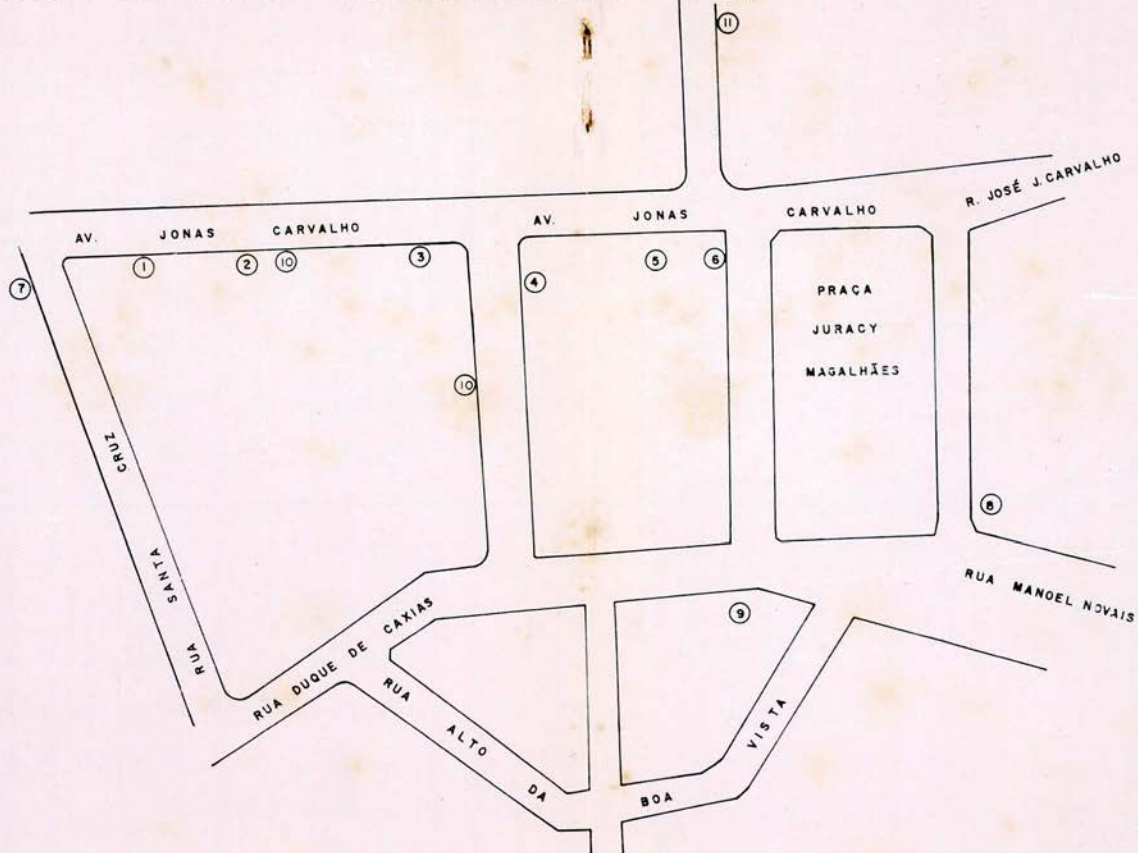 11
AV. JONAS CARVALHO
AV. JONAS CARVALHO
R. JOSÉ J. CARVALHO
7
1
2
10
3
4
5
6
PRAÇA
JURACY
MAGALHÃES
10
RUA SANTA CRUZ
8
RUA MANOEL NOVAIS
9
RUA DUQUE DE CAXIAS
RUA ALTO DA BOA VISTA